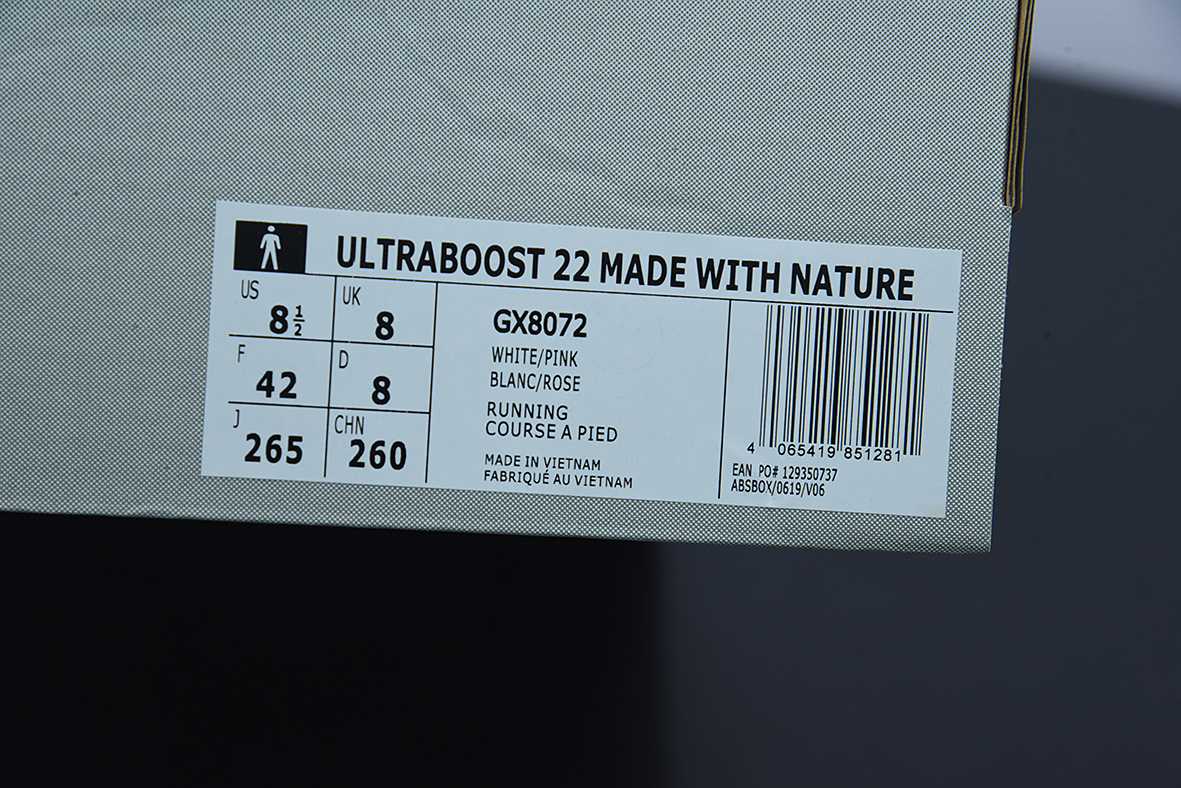 ULTRABOOST 22 MADE WITH NATURE
US
8½
UK
8
F
42
D
8
J
265
CHN
260
GX8072
WHITE/PINK
BLANC/ROSE
RUNNING
COURSE A PIED
MADE IN VIETNAM
FABRIQUÉ AU VIETNAM
4 065419 851281
EAN PO# 129350737
ABSBOX/0619/V06